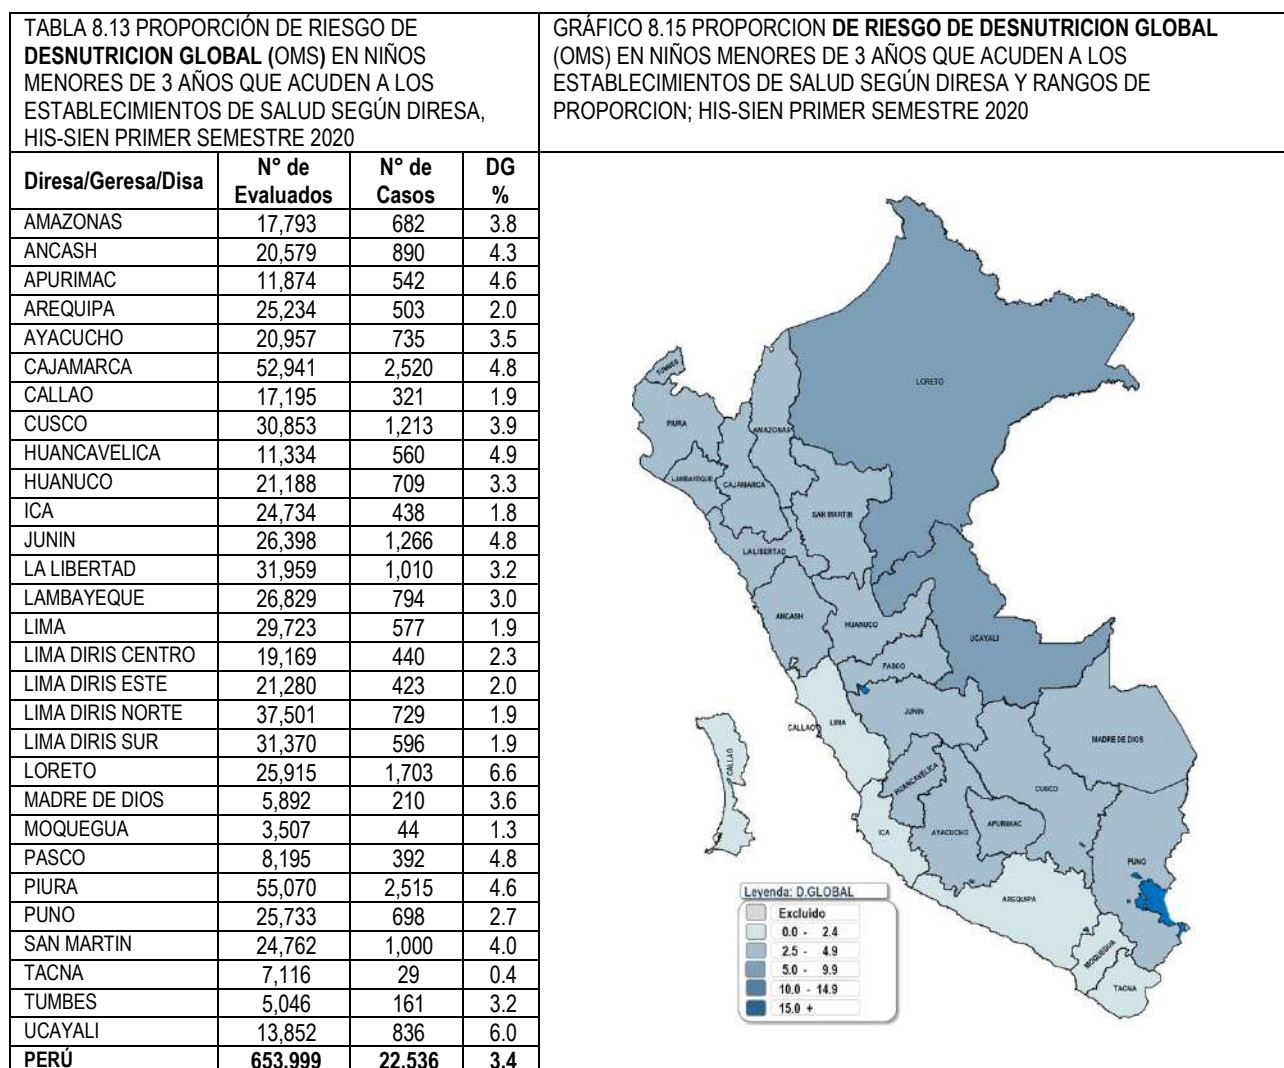 TABLA 8.13 PROPORCIÓN DE RIESGO DE
DESNUTRICION GLOBAL (OMS) EN NIÑOS
MENORES DE 3 AÑOS QUE ACUDEN A LOS
ESTABLECIMIENTOS DE SALUD SEGÚN DIRESA,
HIS-SIEN PRIMER SEMESTRE 2020
GRÁFICO 8.15 PROPORCION DE RIESGO DE DESNUTRICION GLOBAL
(OMS) EN NIÑOS MENORES DE 3 AÑOS QUE ACUDEN A LOS
ESTABLECIMIENTOS DE SALUD SEGÚN DIRESA Y RANGOS DE
PROPORCION; HIS-SIEN PRIMER SEMESTRE 2020
Diresa/Geresa/Disa N° de Evaluados N° de Casos DG %
AMAZONAS 17,793 682 3.8
ANCASH 20,579 890 4.3
APURIMAC 11,874 542 4.6
AREQUIPA 25,234 503 2.0
AYACUCHO 20,957 735 3.5
CAJAMARCA 52,941 2,520 4.8
CALLAO 17,195 321 1.9
CUSCO 30,853 1,213 3.9
HUANCAVELICA 11,334 560 4.9
HUANUCO 21,188 709 3.3
ICA 24,734 438 1.8
JUNIN 26,398 1,266 4.8
LA LIBERTAD 31,959 1,010 3.2
LAMBAYEQUE 26,829 794 3.0
LIMA 29,723 577 1.9
LIMA DIRIS CENTRO 19,169 440 2.3
LIMA DIRIS ESTE 21,280 423 2.0
LIMA DIRIS NORTE 37,501 729 1.9
LIMA DIRIS SUR 31,370 596 1.9
LORETO 25,915 1,703 6.6
MADRE DE DIOS 5,892 210 3.6
MOQUEGUA 3,507 44 1.3
PASCO 8,195 392 4.8
PIURA 55,070 2,515 4.6
PUNO 25,733 698 2.7
SAN MARTIN 24,762 1,000 4.0
TACNA 7,116 29 0.4
TUMBES 5,046 161 3.2
UCAYALI 13,852 836 6.0
PERÚ 653,999 22,536 3.4
TUMBES
LORETO
PIURA
AMAZONAS
LAMBAYEQUE
CAJAMARCA
SAN MARTIN
LA LIBERTAD
ANCASH
HUANUCO
UCAYALI
PASCO
JUNIN
CALLAO
LIMA
MADRE DE DIOS
CALLAO
HUANCAVELICA
CUSCO
ICA
AYACUCHO
APURIMAC
PUNO
AREQUIPA
MOQUEGUA
TACNA
Leyenda: D.GLOBAL
Excluido
0.0 - 2.4
2.5 - 4.9
5.0 - 9.9
10.0 - 14.9
15.0 +